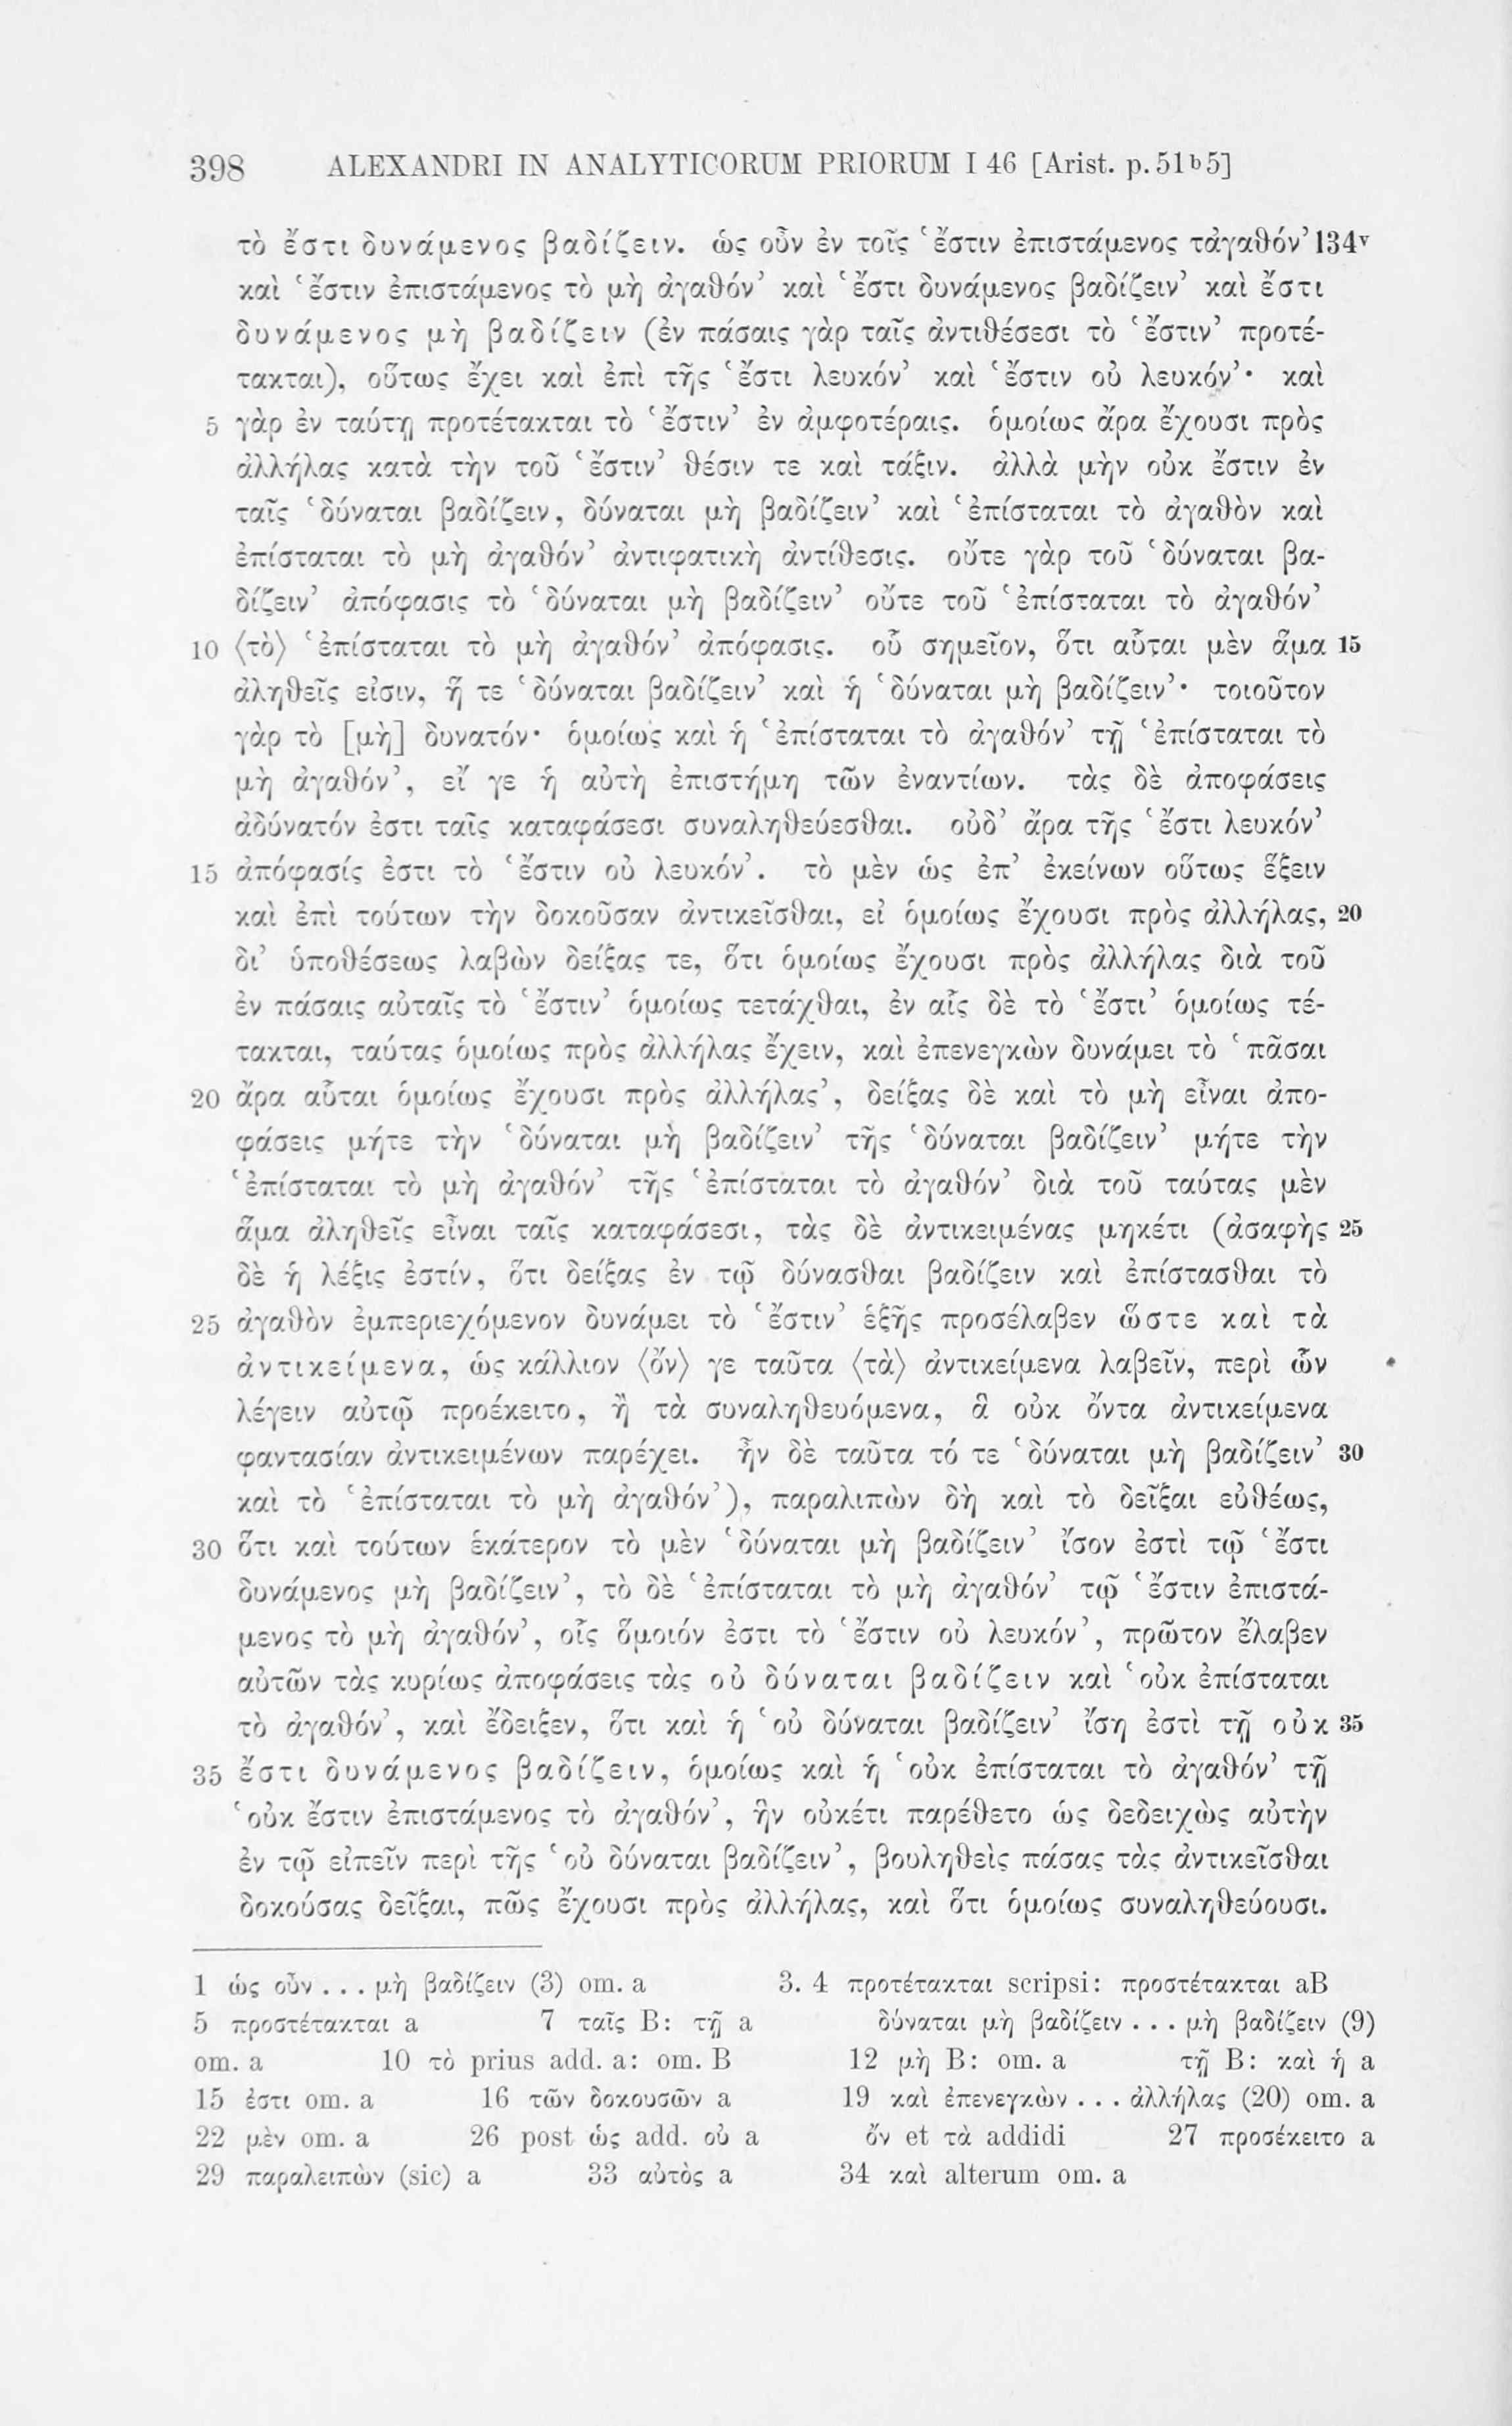 398 ALEXANDRI IN ANALYTICORUM PRIORUM I 46 [Arist. p. 51b5]
τὸ ἔστι δυνάμενος βαδίζειν. ὡς οὖν ἐν τοῖς ‘ἔστιν ἐπιστάμενος τἀγαθόν’ 134v
καὶ ‘ἔστιν ἐπιστάμενος τὸ μὴ ἀγαθόν’ καὶ ‘ἔστι δυνάμενος βαδίζειν’ καὶ ἔστι
δυνάμενος μὴ βαδίζειν (ἐν πάσαις γὰρ ταῖς ἀντιθέσεσι τὸ ‘ἔστιν’ προτέ-
τακται), οὕτως ἔχει καὶ ἐπὶ τῆς ‘ἔστι λευκόν’ καὶ ‘ἔστιν οὐ λευκόν’· καὶ
5 γὰρ ἐν ταύτῃ προτέτακται τὸ ‘ἔστιν’ ἐν ἀμφοτέραις. ὁμοίως ἄρα ἔχουσι πρὸς
ἀλλήλας κατὰ τὴν τοῦ ‘ἔστιν’ θέσιν τε καὶ τάξιν. ἀλλὰ μὴν οὐκ ἔστιν ἐν
ταῖς ‘δύναται βαδίζειν, δύναται μὴ βαδίζειν’ καὶ ‘ἐπίσταται τὸ ἀγαθὸν καὶ
ἐπίσταται τὸ μὴ ἀγαθόν’ ἀντιφατικὴ ἀντίθεσις. οὔτε γὰρ τοῦ ‘δύναται βα-
δίζειν’ ἀπόφασις τὸ ‘δύναται μὴ βαδίζειν’ οὔτε τοῦ ‘ἐπίσταται τὸ ἀγαθόν’
10 〈τὸ〉 ‘ἐπίσταται τὸ μὴ ἀγαθόν’ ἀπόφασις. οὗ σημεῖον, ὅτι αὗται μὲν ἅμα 15
ἀληθεῖς εἰσιν, ἥ τε ‘δύναται βαδίζειν’ καὶ ἡ ‘δύναται μὴ βαδίζειν’· τοιοῦτον
γὰρ τὸ [μὴ] δυνατόν· ὁμοίως καὶ ἡ ‘ἐπίσταται τὸ ἀγαθόν’ τῇ ‘ἐπίσταται τὸ
μὴ ἀγαθόν’, εἴ γε ἡ αὐτὴ ἐπιστήμη τῶν ἐναντίων. τὰς δὲ ἀποφάσεις
ἀδύνατόν ἐστι ταῖς καταφάσεσι συναληθεύεσθαι. οὐδ’ ἄρα τῆς ‘ἔστι λευκόν’
15 ἀπόφασίς ἐστι τὸ ‘ἔστιν οὐ λευκόν’. τὸ μὲν ὡς ἐπ’ ἐκείνων οὕτως ἕξειν
καὶ ἐπὶ τούτων τὴν δοκοῦσαν ἀντικεῖσθαι, εἰ ὁμοίως ἔχουσι πρὸς ἀλλήλας, 20
δι’ ὑποθέσεως λαβὼν δείξας τε, ὅτι ὁμοίως ἔχουσι πρὸς ἀλλήλας διὰ τοῦ
ἐν πάσαις αὐταῖς τὸ ‘ἔστιν’ ὁμοίως τετάχθαι, ἐν αἷς δὲ τὸ ‘ἔστι’ ὁμοίως τέ-
τακται, ταύτας ὁμοίως πρὸς ἀλλήλας ἔχειν, καὶ ἐπενεγκὼν δυνάμει τὸ ‘πᾶσαι
20 ἄρα αὗται ὁμοίως ἔχουσι πρὸς ἀλλήλας’, δείξας δὲ καὶ τὸ μὴ εἶναι ἀπο-
φάσεις μήτε τὴν ‘δύναται μὴ βαδίζειν’ τῆς ‘δύναται βαδίζειν’ μήτε τὴν
‘ἐπίσταται τὸ μὴ ἀγαθόν’ τῆς ‘ἐπίσταται τὸ ἀγαθόν’ διὰ τοῦ ταύτας μὲν
ἅμα ἀληθεῖς εἶναι ταῖς καταφάσεσι, τὰς δὲ ἀντικειμένας μηκέτι (ἀσαφὴς 25
δὲ ἡ λέξις ἐστίν, ὅτι δείξας ἐν τῷ δύνασθαι βαδίζειν καὶ ἐπίστασθαι τὸ
25 ἀγαθὸν ἐμπεριεχόμενον δυνάμει τὸ ‘ἔστιν’ ἑξῆς προσέλαβεν ὥστε καὶ τὰ
ἀντικείμενα, ὡς κάλλιον 〈ὄν〉 γε ταῦτα 〈τὰ〉 ἀντικείμενα λαβεῖν, περὶ ὧν
λέγειν αὐτῷ προέκειτο, ἢ τὰ συναληθευόμενα, ἃ οὐκ ὄντα ἀντικείμενα
φαντασίαν ἀντικειμένων παρέχει. ἦν δὲ ταῦτα τό τε ‘δύναται μὴ βαδίζειν’ 30
καὶ τὸ ‘ἐπίσταται τὸ μὴ ἀγαθόν’), παραλιπὼν δὴ καὶ τὸ δεῖξαι εὐθέως,
30 ὅτι καὶ τούτων ἑκάτερον τὸ μὲν ‘δύναται μὴ βαδίζειν’ ἴσον ἐστὶ τῷ ‘ἔστι
δυνάμενος μὴ βαδίζειν’, τὸ δὲ ‘ἐπίσταται τὸ μὴ ἀγαθόν’ τῷ ‘ἔστιν ἐπιστά-
μενος τὸ μὴ ἀγαθόν’, οἷς ὅμοιόν ἐστι τὸ ‘ἔστιν οὐ λευκόν’, πρῶτον ἔλαβεν
αὐτῶν τὰς κυρίως ἀποφάσεις τὰς οὐ δύναται βαδίζειν καὶ ‘οὐκ ἐπίσταται
τὸ ἀγαθόν’, καὶ ἔδειξεν, ὅτι καὶ ἡ ‘οὐ δύναται βαδίζειν’ ἴση ἐστὶ τῇ οὐκ 35
35 ἔστι δυνάμενος βαδίζειν, ὁμοίως καὶ ἡ ‘οὐκ ἐπίσταται τὸ ἀγαθόν’ τῇ
‘οὐκ ἔστιν ἐπιστάμενος τὸ ἀγαθόν’, ἣν οὐκέτι παρέθετο ὡς δεδειχὼς αὐτὴν
ἐν τῷ εἰπεῖν περὶ τῆς ‘οὐ δύναται βαδίζειν’, βουληθεὶς πάσας τὰς ἀντικεῖσθαι
δοκούσας δεῖξαι, πῶς ἔχουσι πρὸς ἀλλήλας, καὶ ὅτι ὁμοίως συναληθεύουσι.
1 ὡς οὖν . . . μὴ βαδίζειν (3) om. a 3. 4 προτέτακται scripsi: προστέτακται aB
5 προστέτακται a 7 ταῖς B: τῇ a δύναται μὴ βαδίζειν . . . μὴ βαδίζειν (9)
om. a 10 τὸ prius add. a: om. B 12 μὴ B: om. a τῇ B: καὶ ἡ a
15 ἐστι om. a 16 τῶν δοκουσῶν a 19 καὶ ἐπενεγκὼν . . . ἀλλήλας (20) om. a
22 μὲν om. a 26 post ὡς add. οὐ a ὄν et τὰ addidi 27 προσέκειτο a
29 παραλειπὼν (sic) a 33 αὐτὸς a 34 καὶ alterum om. a